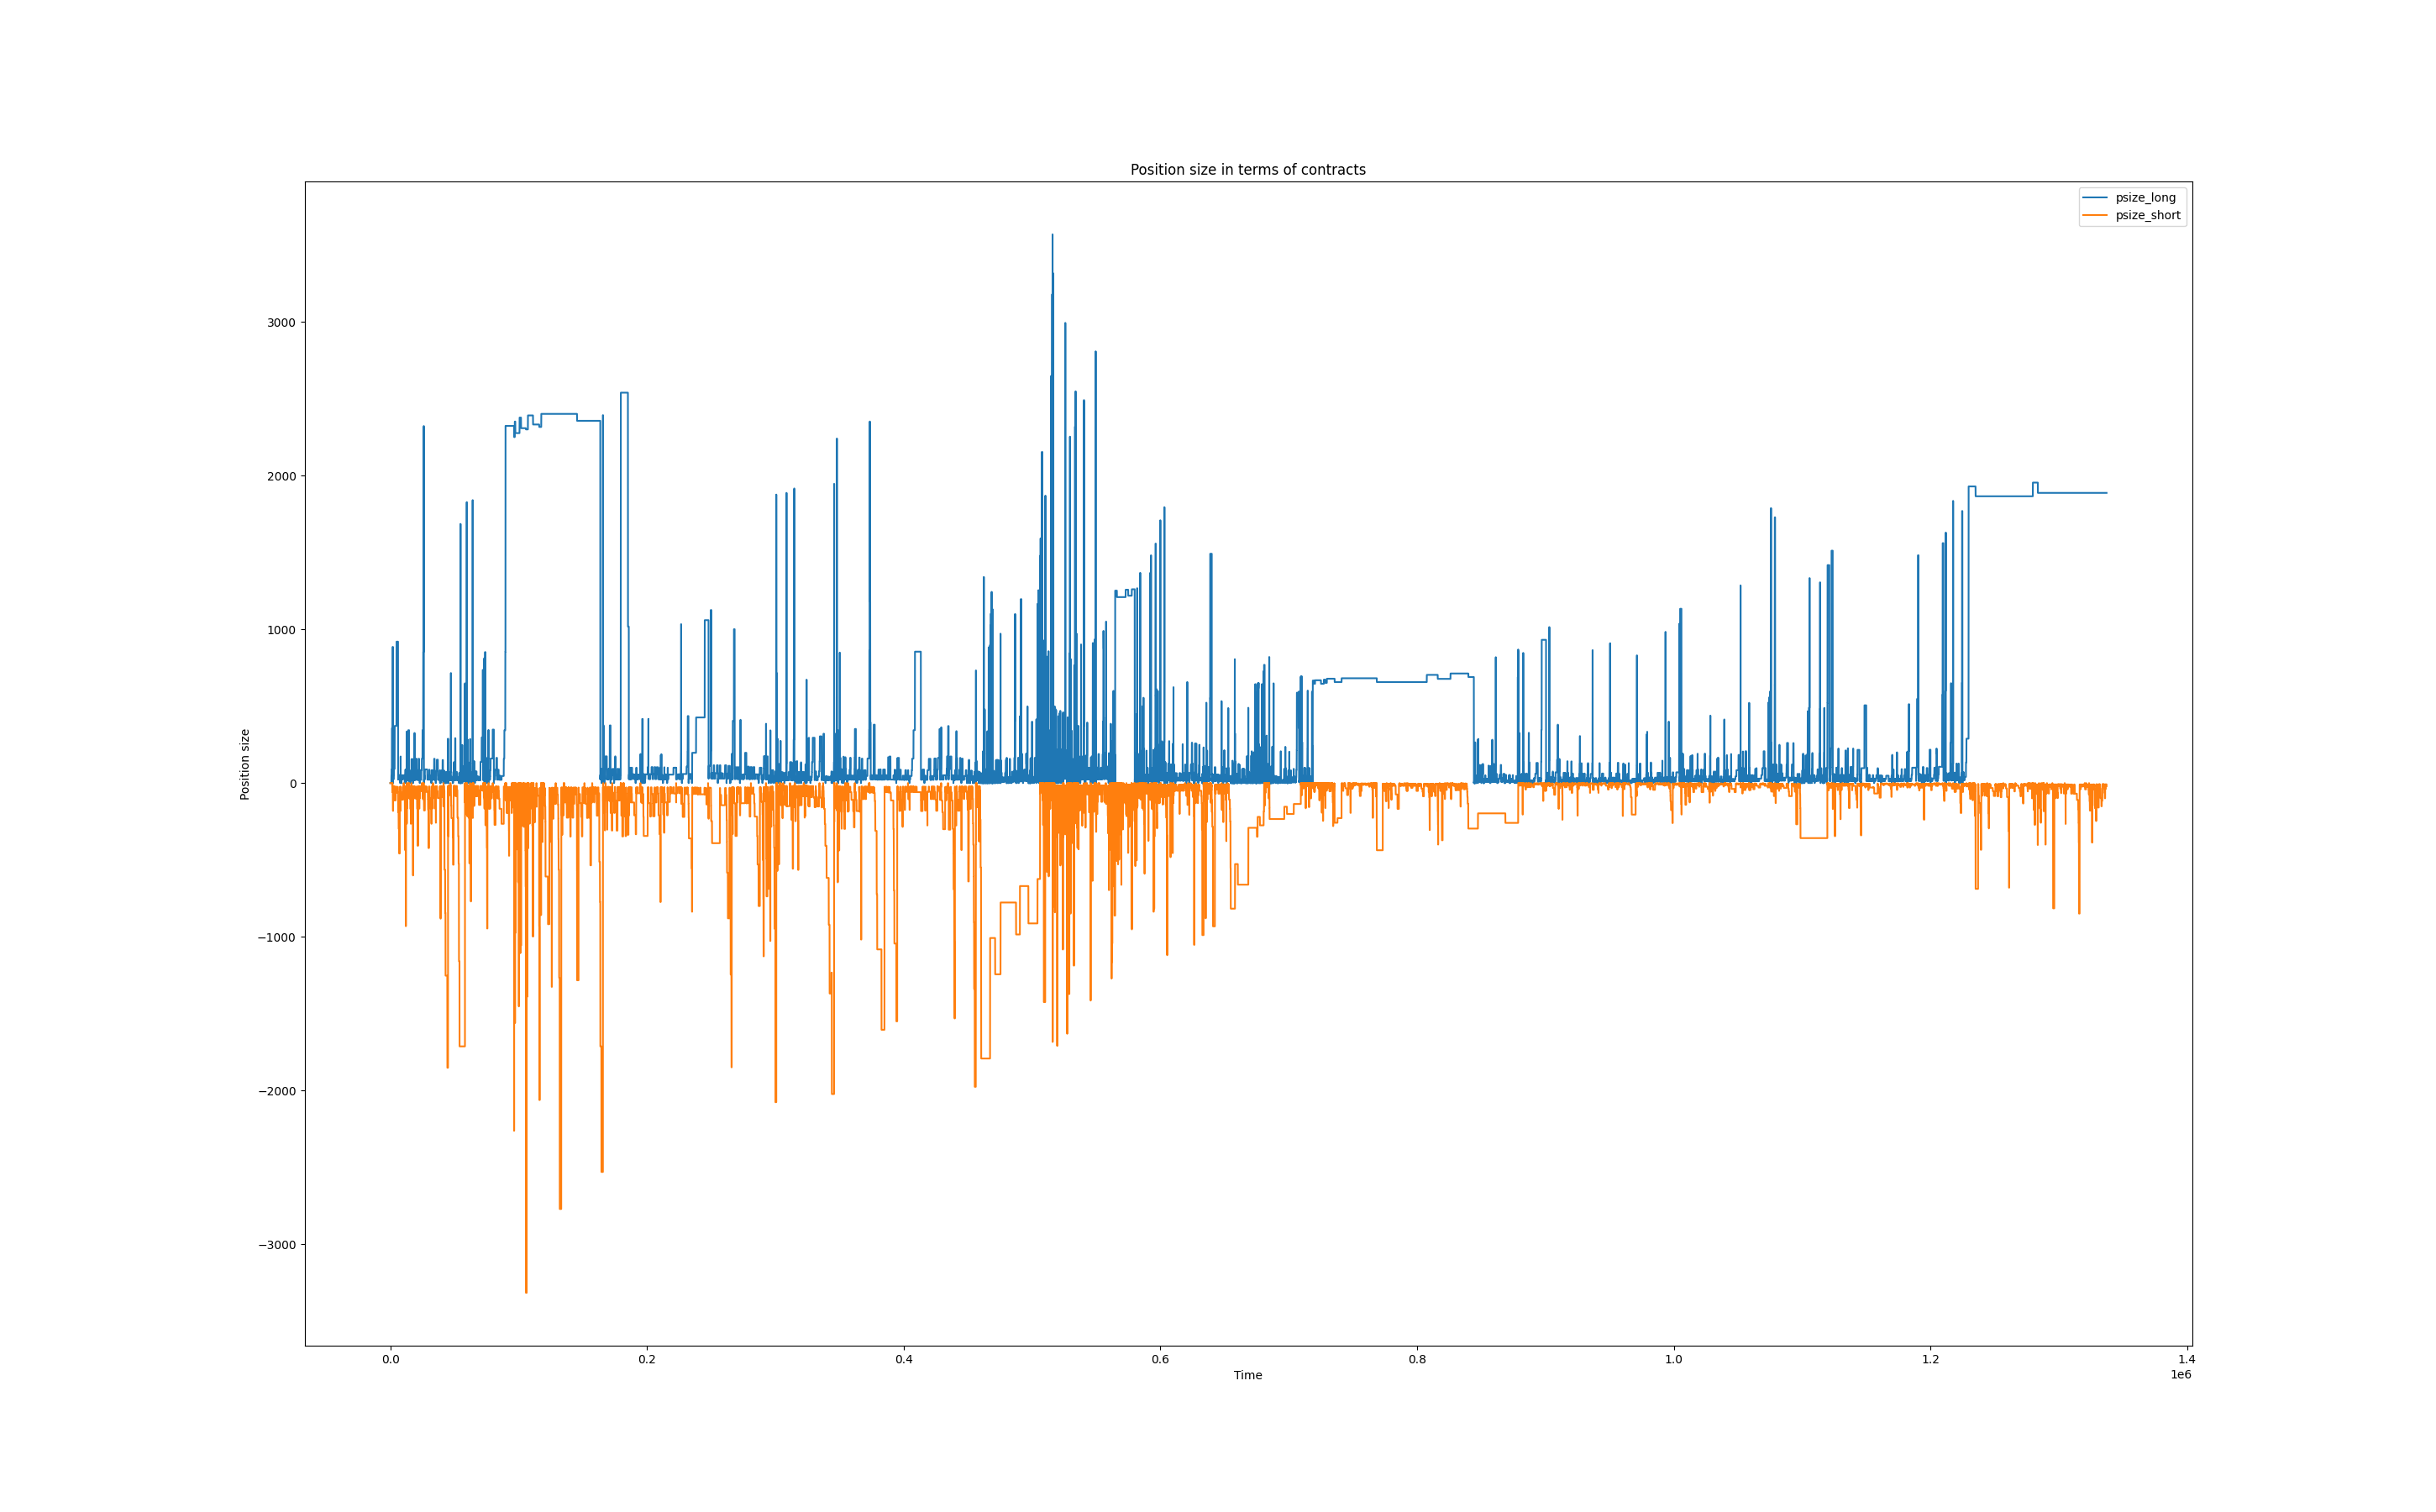 Position size in terms of contracts
psize_long
psize_short
Position size
3000
2000
1000
0
−1000
−2000
−3000
0.0 0.2 0.4 0.6 0.8 1.0 1.2 1.4
Time
1e6